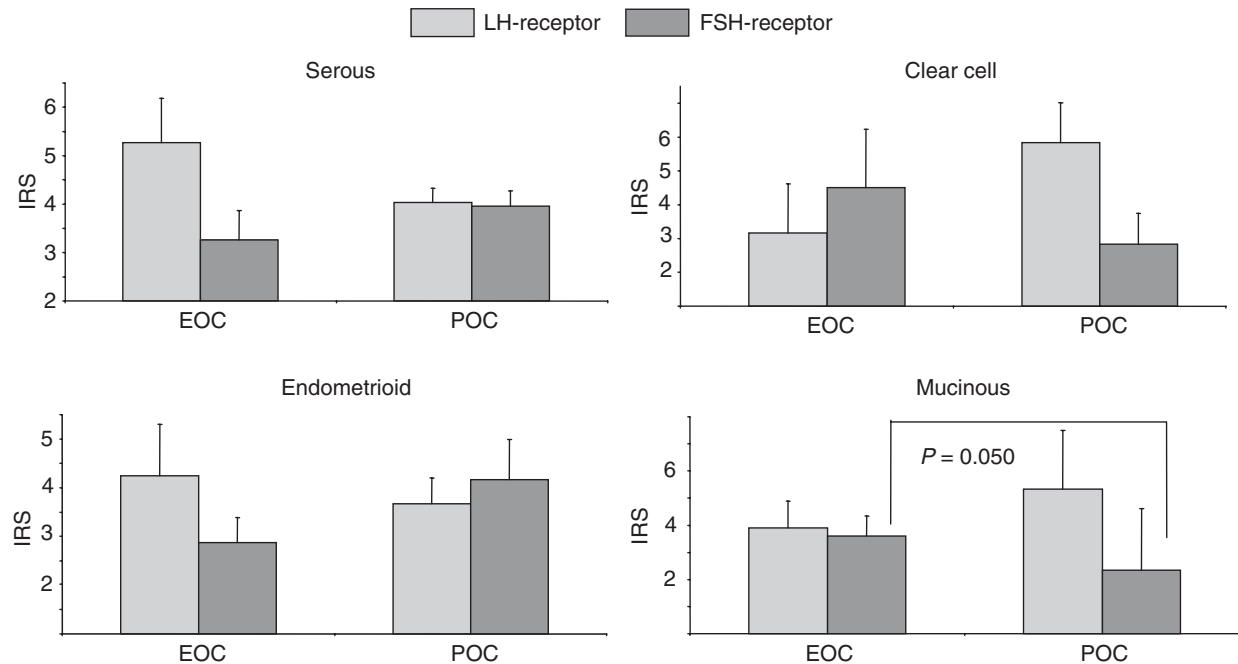 LH-receptor FSH-receptor
Serous
IRS
6
5
4
3
2
EOC POC
Clear cell
IRS
6
5
4
3
2
EOC POC
Endometrioid
IRS
5
4
3
2
EOC POC
Mucinous
IRS
6
4
2
P = 0.050
EOC POC